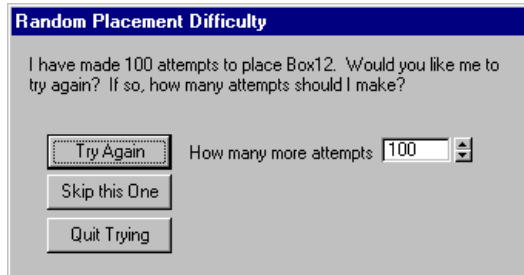 Random Placement Difficulty
I have made 100 attempts to place Box12.  Would you like me to
try again?  If so, how many attempts should I make?
Try Again How many more attempts 100
Skip this One
Quit Trying